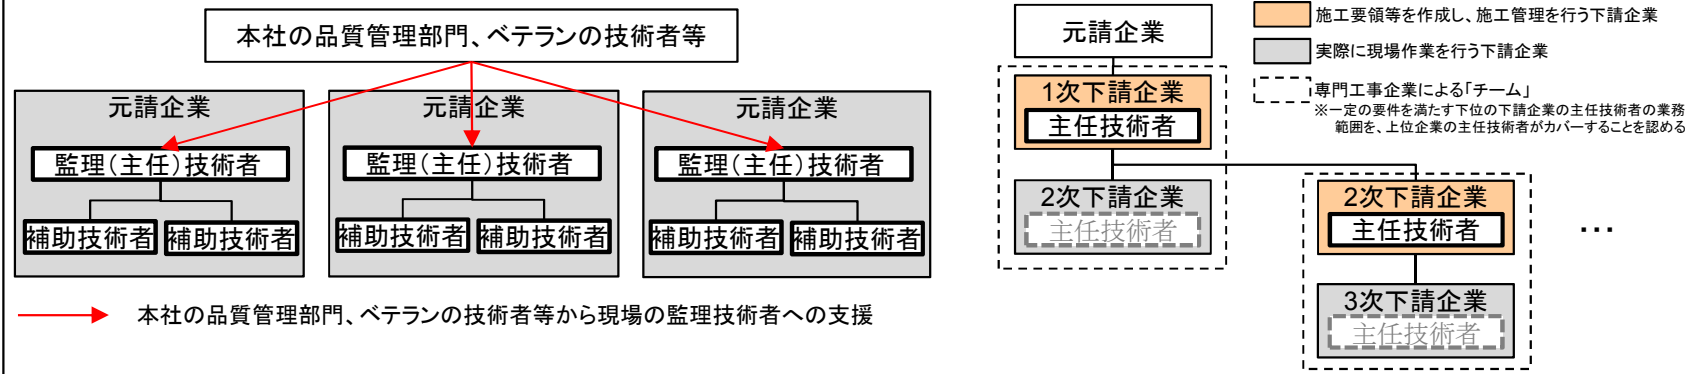 本社の品質管理部門、ベテランの技術者等
元請企業
監理(主任)技術者
補助技術者
補助技術者
元請企業
監理(主任)技術者
補助技術者
補助技術者
元請企業
監理(主任)技術者
補助技術者
補助技術者
本社の品質管理部門、ベテランの技術者等から現場の監理技術者への支援
元請企業
1次下請企業
主任技術者
2次下請企業
主任技術者
2次下請企業
主任技術者
3次下請企業
主任技術者
…
施工要領等を作成し、施工管理を行う下請企業
実際に現場作業を行う下請企業
専門工事企業による「チーム」
※一定の要件を満たす下位の下請企業の主任技術者の業務
範囲を、上位企業の主任技術者がカバーすることを認める